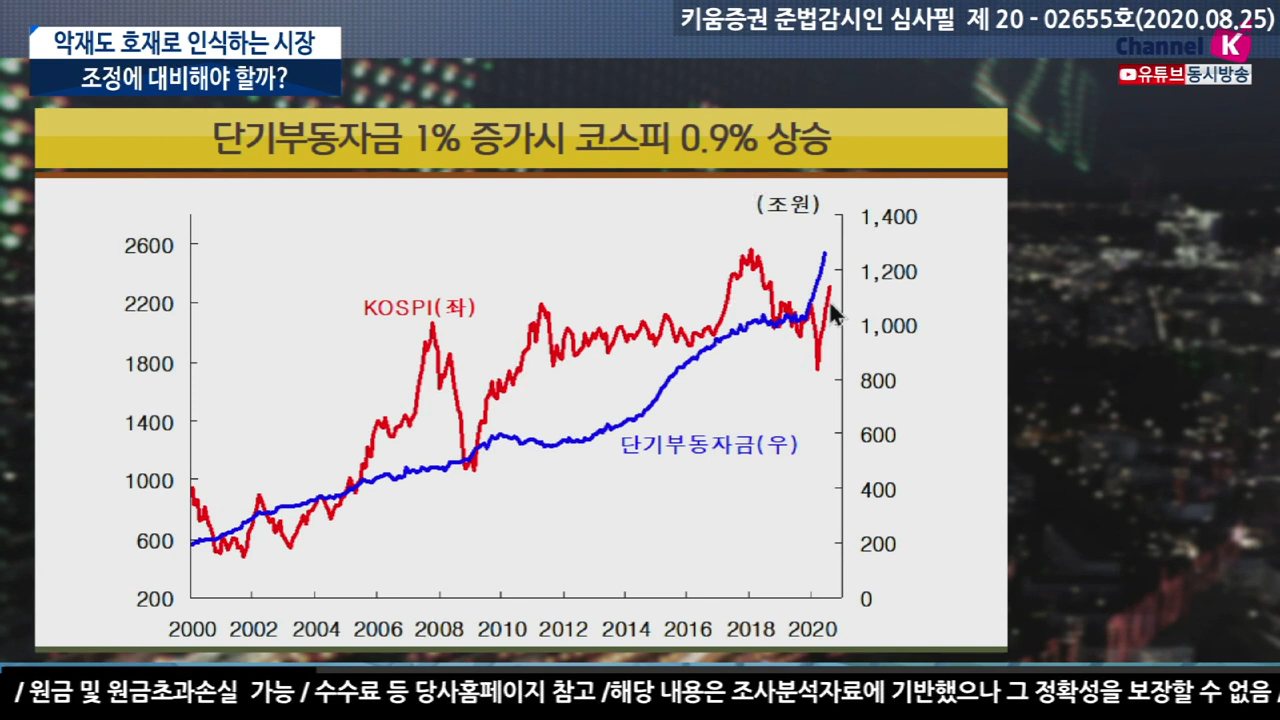 키움증권 준법감시인 심사필 제 20 - 02655호(2020.08.25)
악재도 호재로 인식하는 시장
조정에 대비해야 할까?
Channel K
유튜브동시방송
단기부동자금 1% 증가시 코스피 0.9% 상승
(조원)
1,400
2600
1,200
2200
KOSPI(좌)
1,000
1800
800
1400
600
단기부동자금(우)
1000
400
600
200
200
0
2000 2002 2004 2006 2008 2010 2012 2014 2016 2018 2020
/ 원금 및 원금초과손실 가능 / 수수료 등 당사홈페이지 참고 /해당 내용은 조사분석자료에 기반했으나 그 정확성을 보장할 수 없음 /